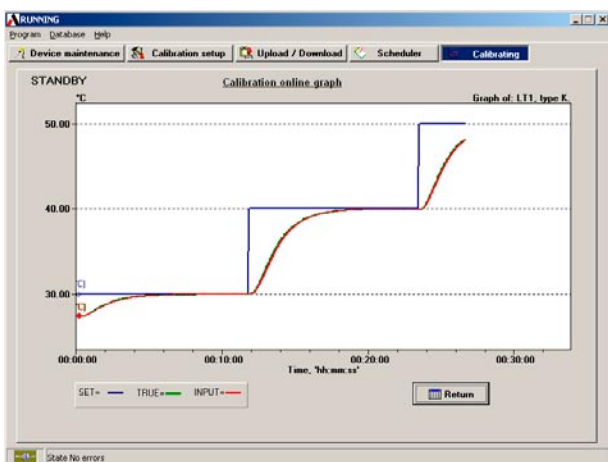 RUNNING
Program Database Help
Device maintenance Calibration setup Upload / Download Scheduler Calibrating
STANDBY
Calibration online graph
°C
Graph of: LT1, type K.
50.00
40.00
°C]
30.00
°C]
00:00:00 00:10:00 00:20:00 00:30:00
Time, 'hh:mm:ss'
SET= TRUE= INPUT=
Return
State No errors